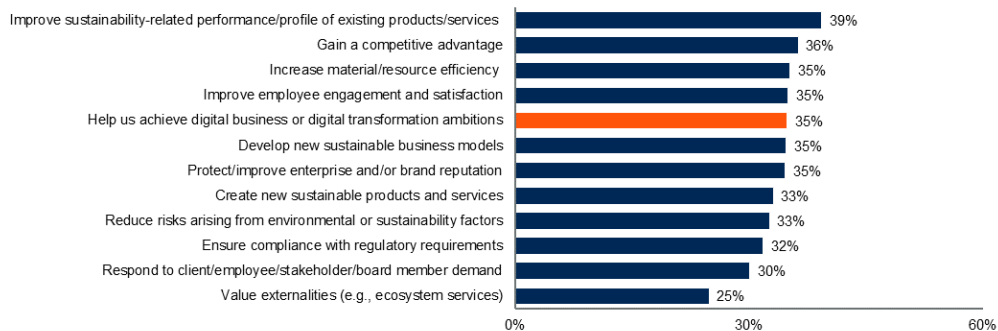 Improve sustainability-related performance/profile of existing products/services 39%
Gain a competitive advantage 36%
Increase material/resource efficiency 35%
Improve employee engagement and satisfaction 35%
Help us achieve digital business or digital transformation ambitions 35%
Develop new sustainable business models 35%
Protect/improve enterprise and/or brand reputation 35%
Create new sustainable products and services 33%
Reduce risks arising from environmental or sustainability factors 33%
Ensure compliance with regulatory requirements 32%
Respond to client/employee/stakeholder/board member demand 30%
Value externalities (e.g., ecosystem services) 25%
0% 30% 60%